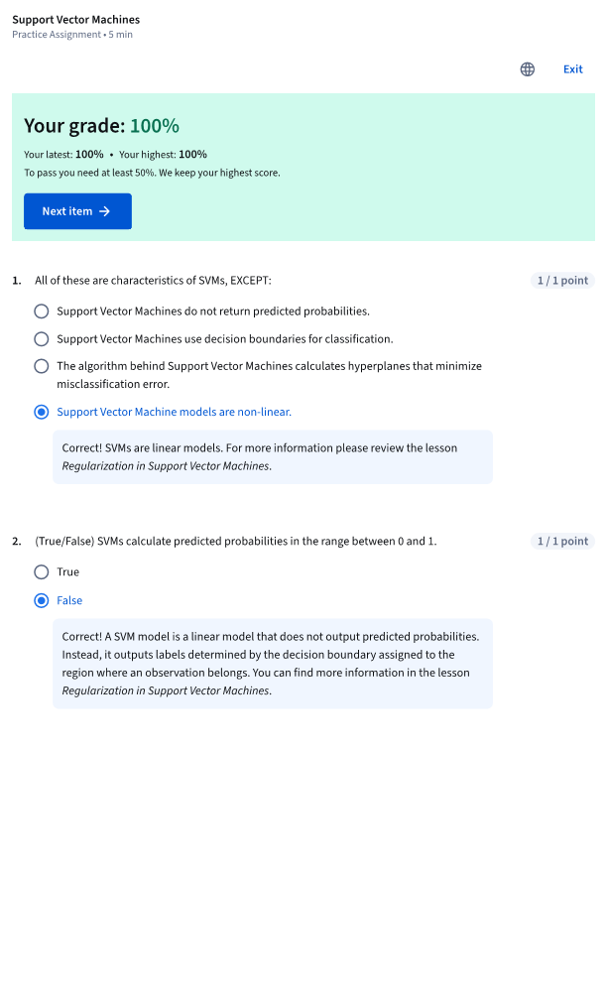 Support Vector Machines
Practice Assignment • 5 min
Exit
Your grade: 100%
Your latest: 100% • Your highest: 100%
To pass you need at least 50%. We keep your highest score.
Next item →
1. All of these are characteristics of SVMs, EXCEPT: 1 / 1 point
Support Vector Machines do not return predicted probabilities.
Support Vector Machines use decision boundaries for classification.
The algorithm behind Support Vector Machines calculates hyperplanes that minimize
misclassification error.
Support Vector Machine models are non-linear.
Correct! SVMs are linear models. For more information please review the lesson
Regularization in Support Vector Machines.
2. (True/False) SVMs calculate predicted probabilities in the range between 0 and 1. 1 / 1 point
True
False
Correct! A SVM model is a linear model that does not output predicted probabilities.
Instead, it outputs labels determined by the decision boundary assigned to the
region where an observation belongs. You can find more information in the lesson
Regularization in Support Vector Machines.